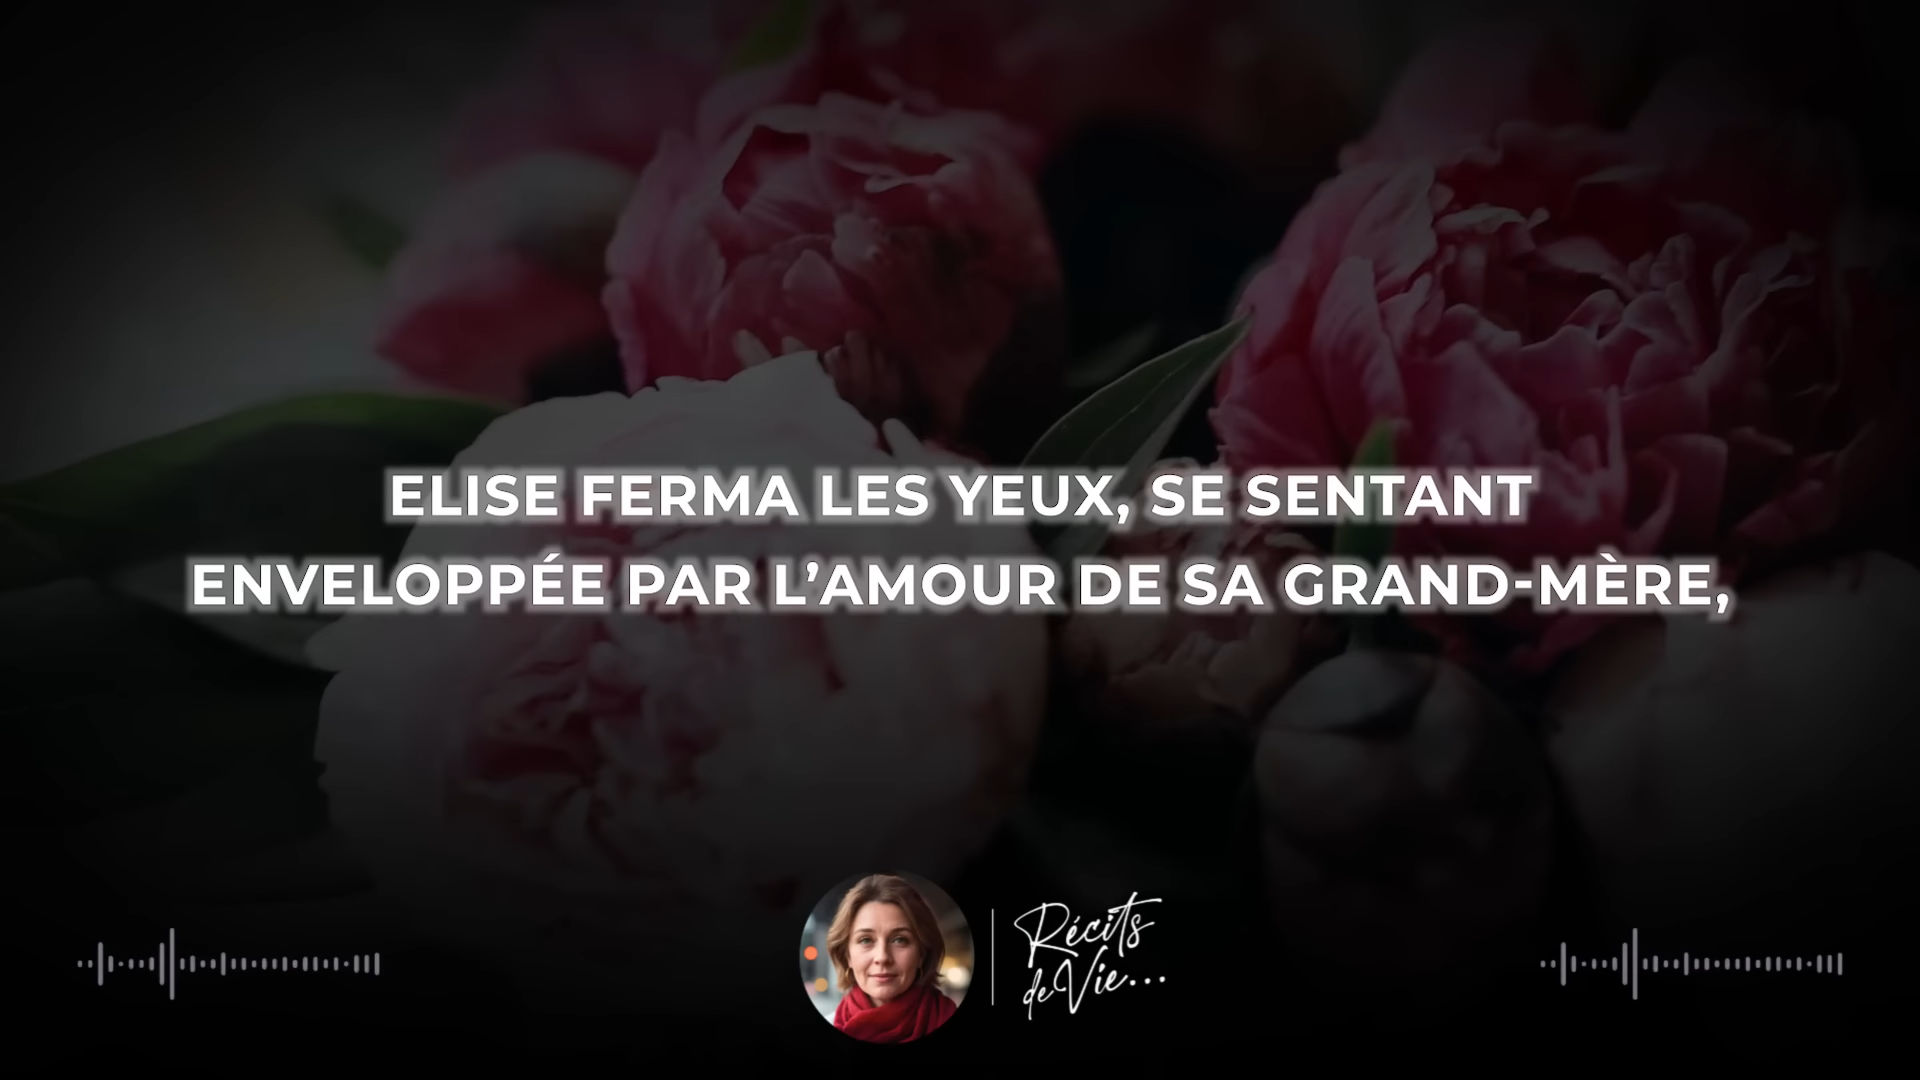 ELISE FERMA LES YEUX, SE SENTANT
ENVELOPPÉE PAR L’AMOUR DE SA GRAND-MÈRE,
Récits
de Vie...